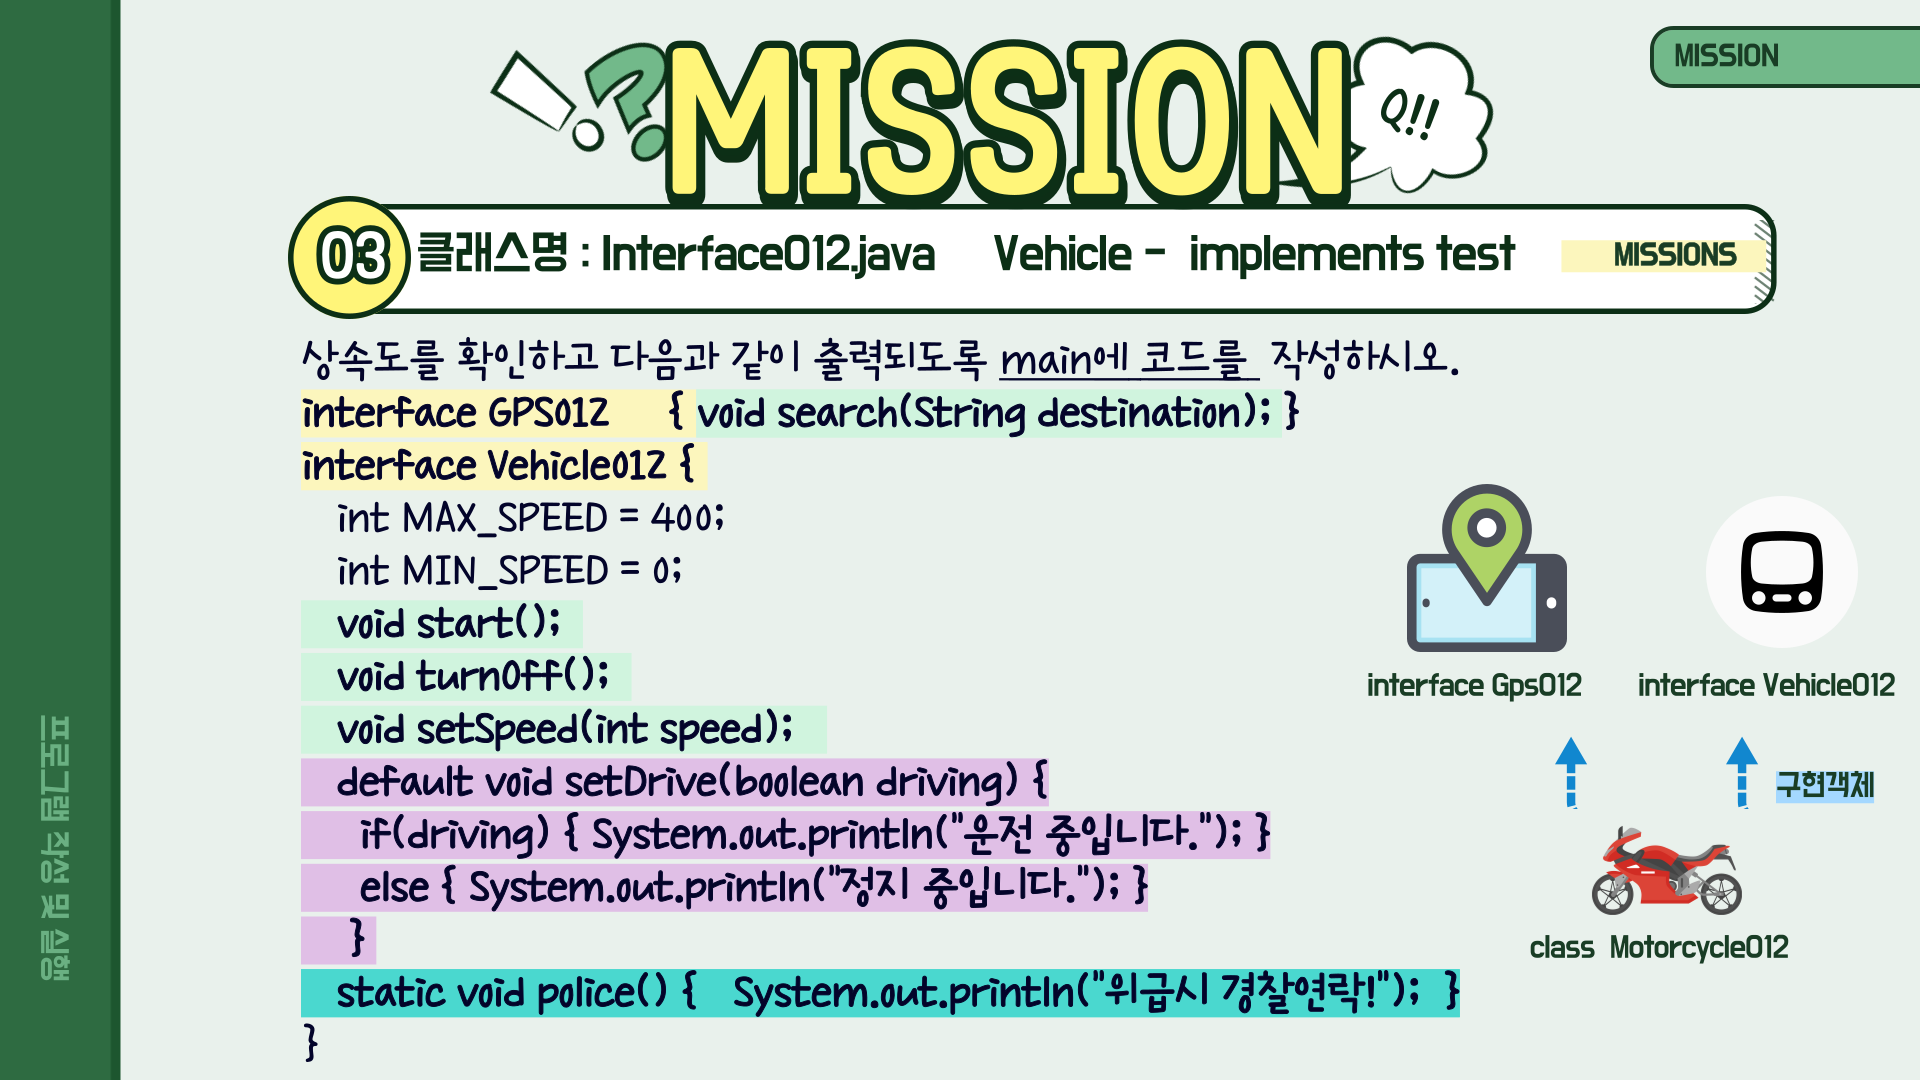 MISSION
MISSION
Q!!
03 클래스명 : Interface012.java Vehicle - implements test MISSIONS
상속도를 확인하고 다음과 같이 출력되도록 main에 코드를 작성하시오.
interface GPS012 { void search(String destination); }
interface Vehicle012 {
int MAX_SPEED = 400;
int MIN_SPEED = 0;
void start();
void turnOff();
void setSpeed(int speed);
default void setDrive(boolean driving) {
if(driving) { System.out.println("운전 중입니다."); }
else { System.out.println("정지 중입니다."); }
}
static void police() { System.out.println("위급시 경찰연락!"); }
}
interface Gps012 interface Vehicle012
구현객체
class Motorcycle012
프로그램 작성 및 실행